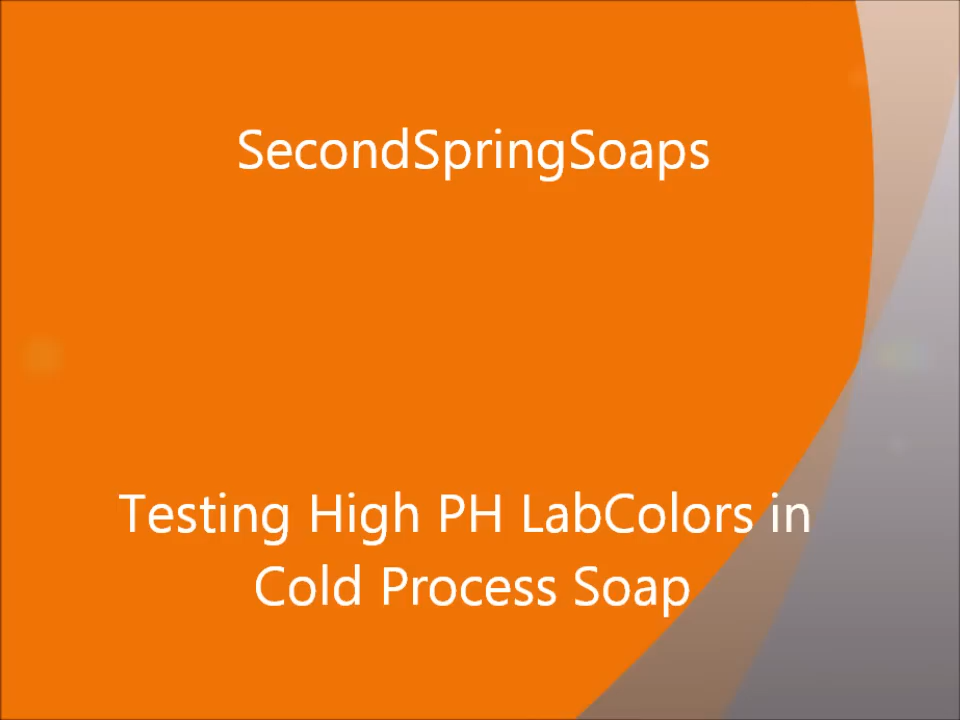 SecondSpringSoaps
Testing High PH LabColors in
Cold Process Soap